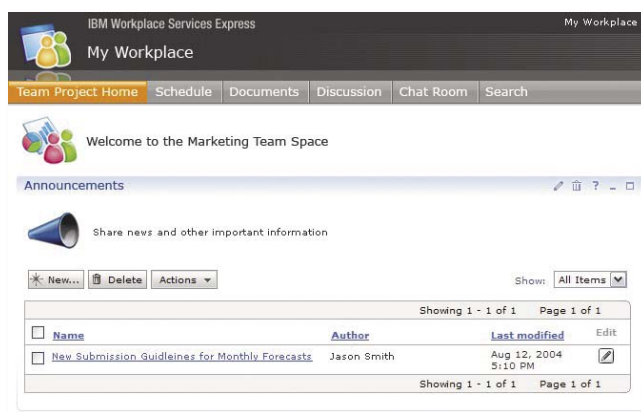 IBM Workplace Services Express
My Workplace
My Workplace
Team Project Home Schedule Documents Discussion Chat Room Search
Welcome to the Marketing Team Space
Announcements ? _
Share news and other important information
New... Delete Actions Show: All Items
Showing 1 - 1 of 1 Page 1 of 1
Name Author Last modified Edit
New Submission Guidleines for Monthly Forecasts Jason Smith Aug 12, 2004
5:10 PM
Showing 1 - 1 of 1 Page 1 of 1